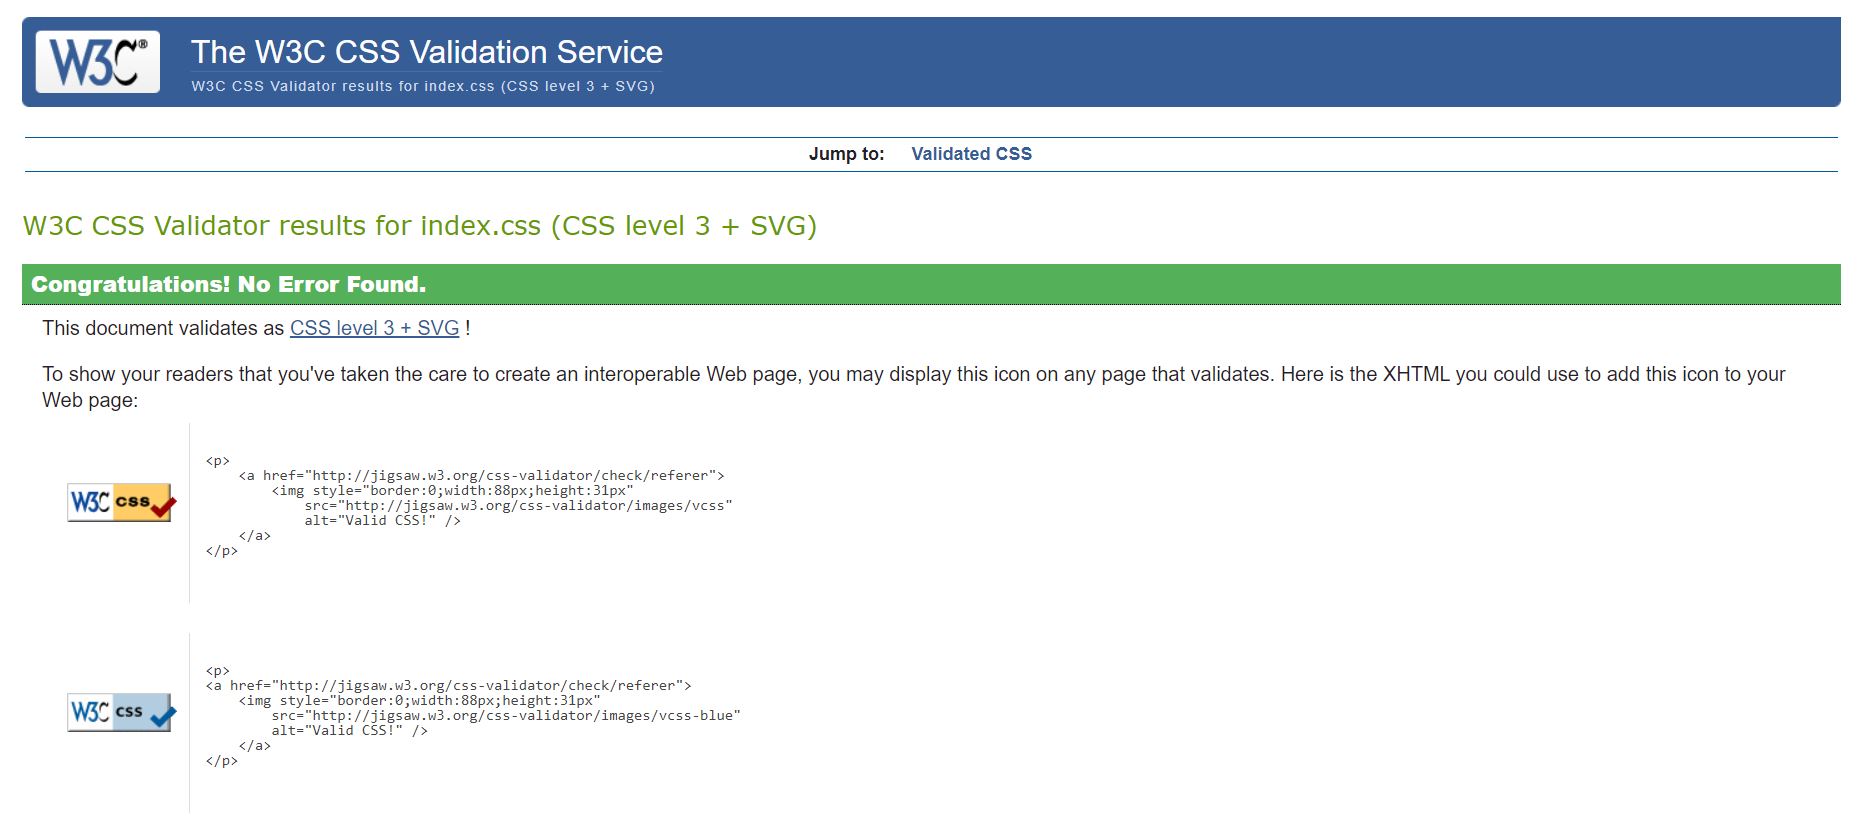 W3C®
The W3C CSS Validation Service
W3C CSS Validator results for index.css (CSS level 3 + SVG)
Jump to: Validated CSS
W3C CSS Validator results for index.css (CSS level 3 + SVG)
Congratulations! No Error Found.
This document validates as CSS level 3 + SVG !
To show your readers that you've taken the care to create an interoperable Web page, you may display this icon on any page that validates. Here is the XHTML you could use to add this icon to your
Web page:
W3C css
<p>
    <a href="http://jigsaw.w3.org/css-validator/check/referer">
        <img style="border:0;width:88px;height:31px"
            src="http://jigsaw.w3.org/css-validator/images/vcss"
            alt="Valid CSS!" />
    </a>
</p>
W3C css
<p>
<a href="http://jigsaw.w3.org/css-validator/check/referer">
    <img style="border:0;width:88px;height:31px"
        src="http://jigsaw.w3.org/css-validator/images/vcss-blue"
        alt="Valid CSS!" />
    </a>
</p>